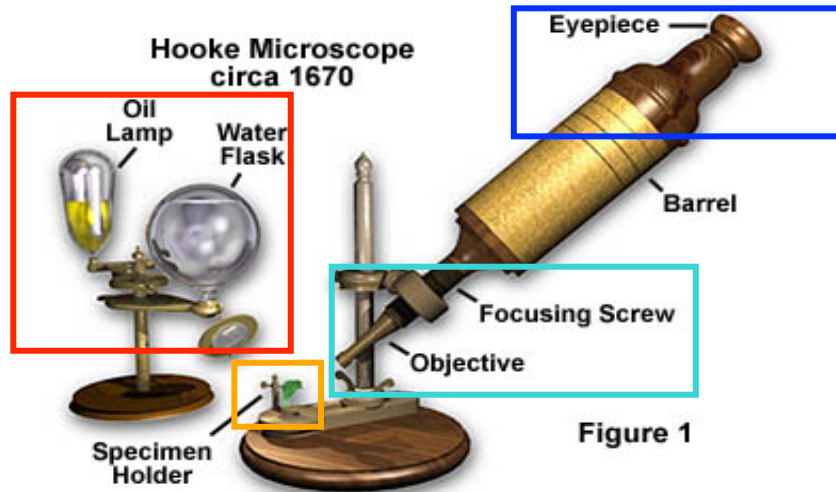 Hooke Microscope
circa 1670
Eyepiece
Oil
Lamp
Water
Flask
Barrel
Focusing Screw
Objective
Specimen
Holder
Figure 1